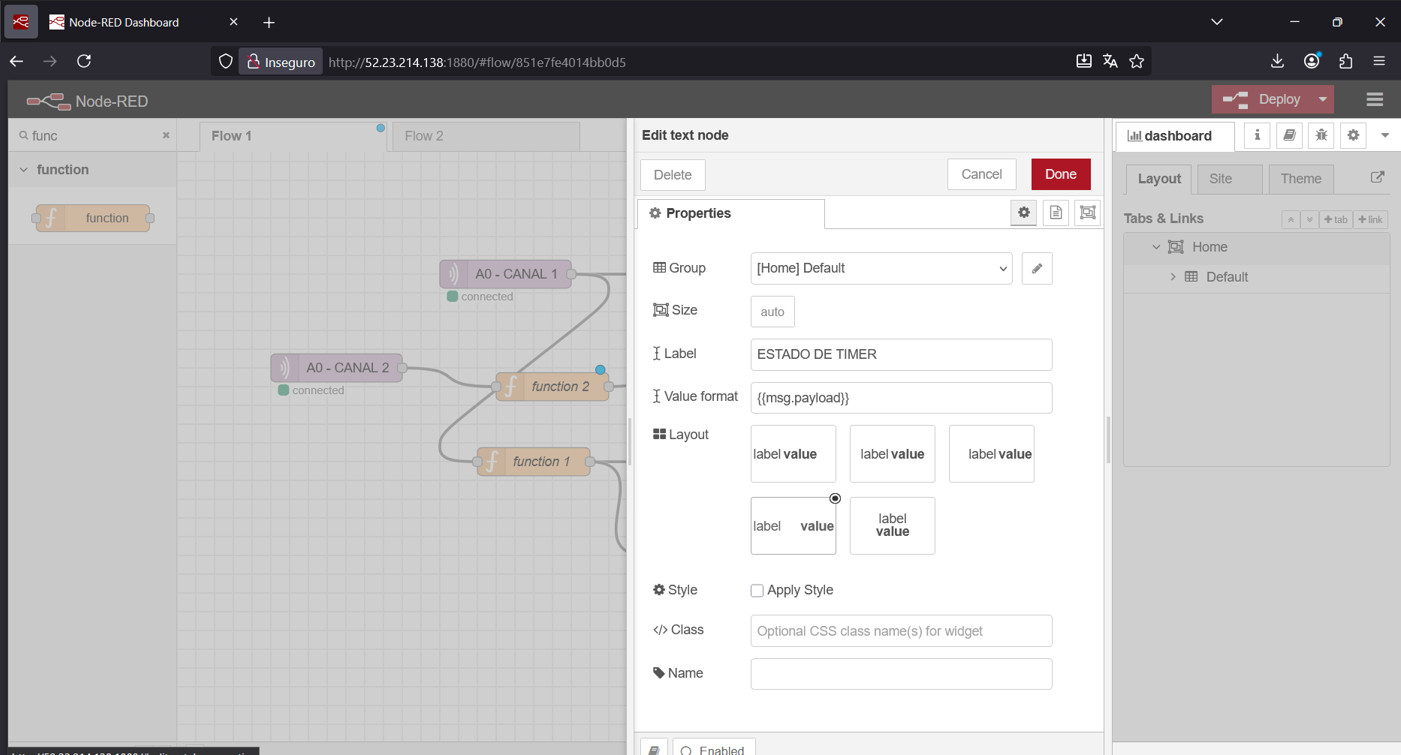 Node-RED Dashboard
Inseguro
http://52.23.214.138:1880/#flow/851e7fe4014bb0d5
Node-RED
Deploy
func
Flow 1
Flow 2
function
function
A0 - CANAL 1
connected
A0 - CANAL 2
connected
function 2
function 1
Edit text node
Delete
Cancel
Done
Properties
Group
[Home] Default
Size
auto
Label
ESTADO DE TIMER
Value format
{{msg.payload}}
Layout
label value
label value
label value
label value
label
value
Style
Apply Style
Class
Optional CSS class name(s) for widget
Name
Enabled
dashboard
Layout
Site
Theme
Tabs & Links
tab
link
Home
Default